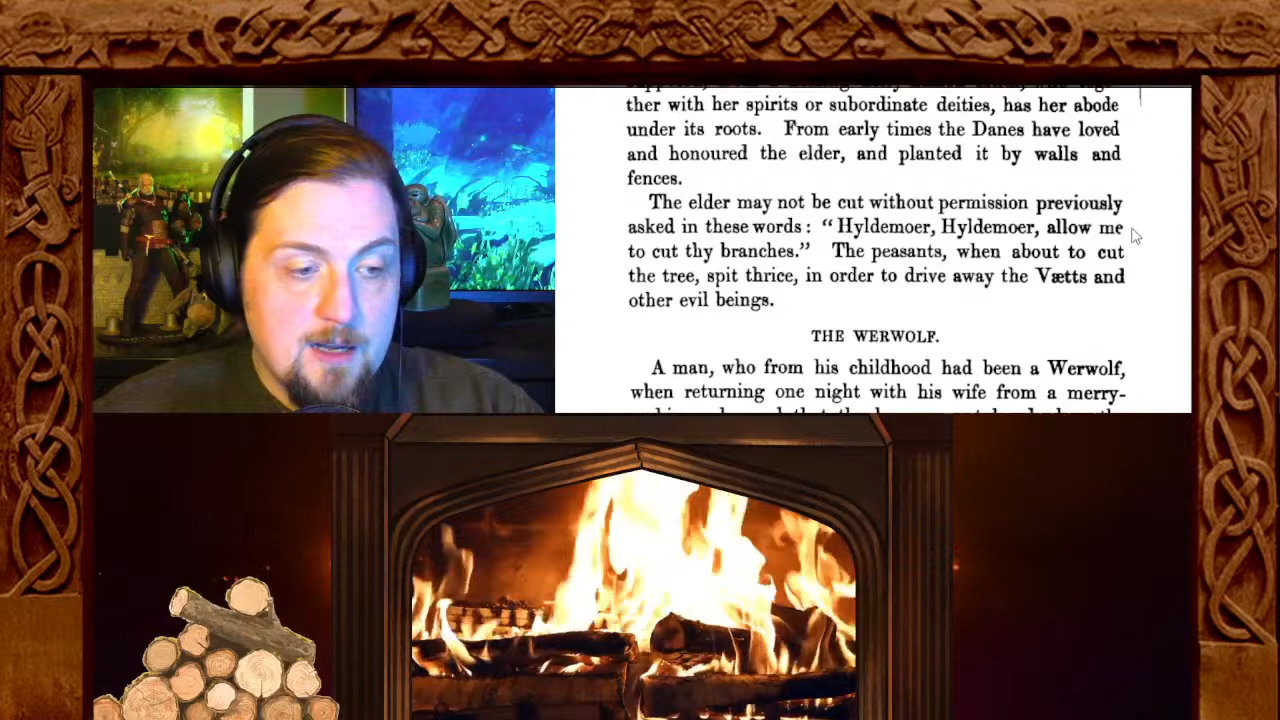 ther with her spirits or subordinate deities, has her abode
under its roots. From early times the Danes have loved
and honoured the elder, and planted it by walls and
fences.
The elder may not be cut without permission previously
asked in these words : “ Hyldemoer, Hyldemoer, allow me
to cut thy branches.” The peasants, when about to cut
the tree, spit thrice, in order to drive away the Vætts and
other evil beings.
THE WERWOLF.
A man, who from his childhood had been a Werwolf,
when returning one night with his wife from a merry-